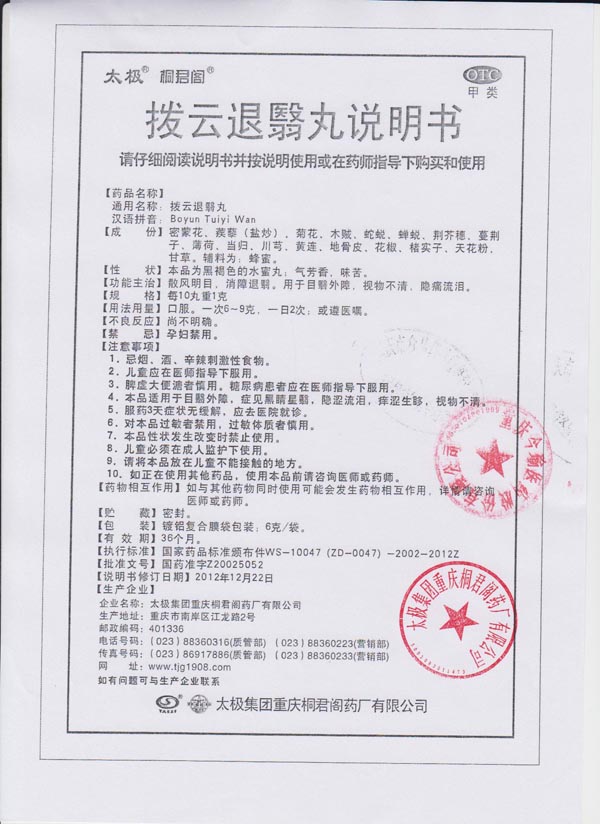 太极® 桐君阁®
OTC
甲类
拨云退翳丸说明书
请仔细阅读说明书并按说明使用或在药师指导下购买和使用
【药品名称】
通用名称：拨云退翳丸
汉语拼音：Boyun Tuiyi Wan
【成 份】密蒙花、蒺藜（盐炒）、菊花、木贼、蛇蜕、蝉蜕、荆芥穗、蔓荆
子、薄荷、当归、川芎、黄连、地骨皮、花椒、楮实子、天花粉、
甘草。辅料为：蜂蜜。
【性 状】本品为黑褐色的水蜜丸；气芳香，味苦。
【功能主治】散风明目，消障退翳。用于目翳外障，视物不清，隐痛流泪。
【规 格】每10丸重1克
【用法用量】口服。一次6～9克，一日2次；或遵医嘱。
【不良反应】尚不明确。
【禁 忌】孕妇禁用。
【注意事项】
1．忌烟、酒、辛辣刺激性食物。
2．儿童应在医师指导下服用。
3．脾虚大便溏者慎用。糖尿病患者应在医师指导下服用。
4．本品适用于目翳外障，症见黑睛星翳，隐涩流泪，痒涩生眵，视物不清。
5．服药3天症状无缓解，应去医院就诊。
6．对本品过敏者禁用，过敏体质者慎用。
7．本品性状发生改变时禁止使用。
8．儿童必须在成人监护下使用。
9．请将本品放在儿童不能接触的地方。
10．如正在使用其他药品，使用本品前请咨询医师或药师。
【药物相互作用】如与其他药物同时使用可能会发生药物相互作用，详情请咨询
医师或药师。
【贮 藏】密封。
【包 装】镀铝复合膜袋包装；6克/袋。
【有 效 期】36个月。
【执行标准】国家药品标准颁布件WS-10047 (ZD-0047) -2002-2012Z
【批准文号】国药准字Z20025052
【说明书修订日期】2012年12月22日
【生产企业】
企业名称：太极集团重庆桐君阁药厂有限公司
生产地址：重庆市南岸区江龙路2号
邮政编码：401336
电话号码：(023) 88360316(质管部) (023) 88360223(营销部)
传真号码：(023) 86917886(质管部) (023) 88360233(营销部)
网 址：www.tjg1908.com
如有问题可与生产企业联系
TAIJI
太极集团重庆桐君阁药厂有限公司
太极集团重庆桐君阁药厂有限公司